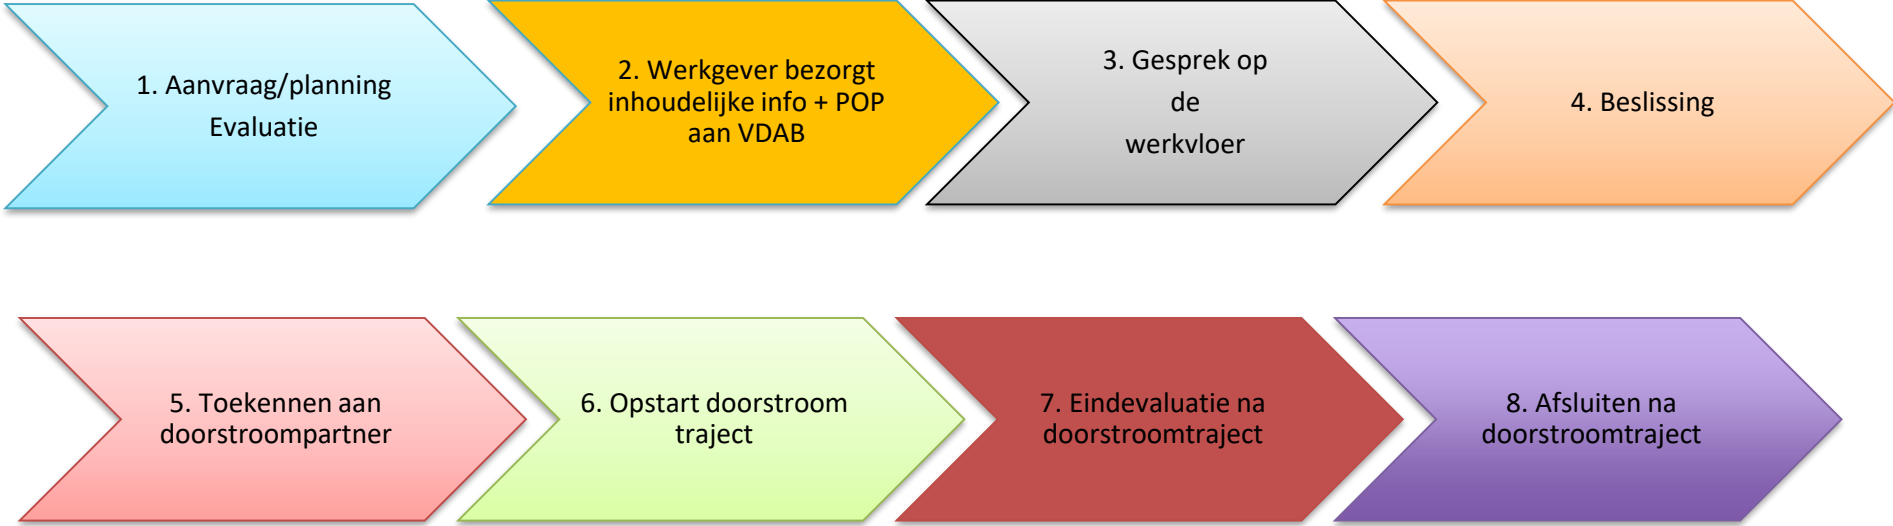 1. Aanvraag/planning
Evaluatie
2. Werkgever bezorgt
inhoudelijke info + POP
aan VDAB
3. Gesprek op
de
werkvloer
4. Beslissing
5. Toekennen aan
doorstroompartner
6. Opstart doorstroom
traject
7. Eindevaluatie na
doorstroomtraject
8. Afsluiten na
doorstroomtraject